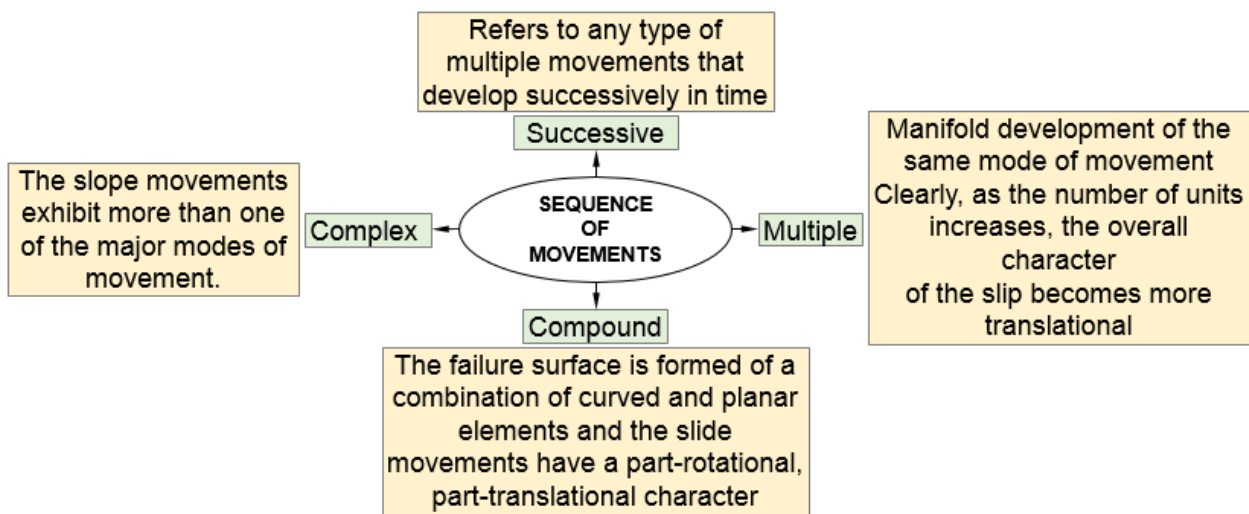 Refers to any type of
multiple movements that
develop successively in time
Successive
The slope movements
exhibit more than one
of the major modes of
movement.
Complex
SEQUENCE
OF
MOVEMENTS
Multiple
Manifold development of the
same mode of movement
Clearly, as the number of units
increases, the overall
character
of the slip becomes more
translational
Compound
The failure surface is formed of a
combination of curved and planar
elements and the slide
movements have a part-rotational,
part-translational character